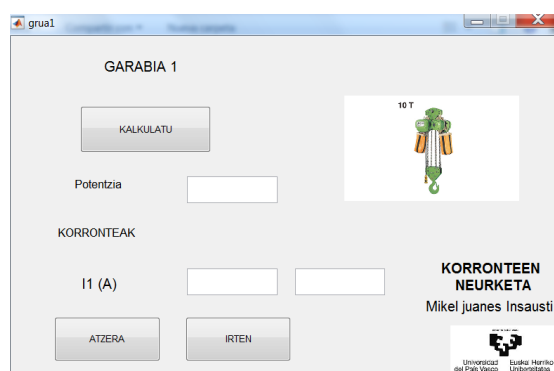 grua1
GARABIA 1
KALKULATU
10 T
Potentzia
KORRONTEAK
I1 (A)
KORRONTEEN
NEURKETA
Mikel juanes Insausti
ATZERA
IRTEN
Universidad
del País Vasco
Euskal Herriko
Unibertsitatea